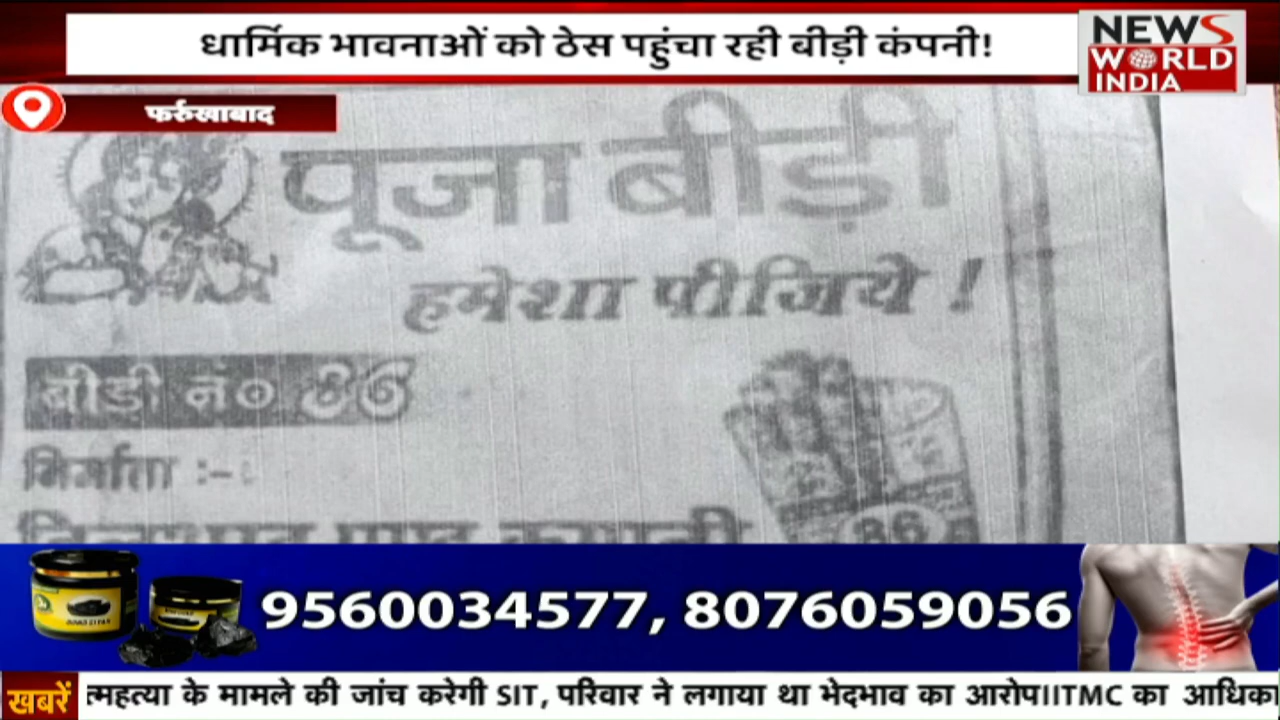 धार्मिक भावनाओं को ठेस पहुंचा रही बीड़ी कंपनी!
NEWS
WORLD
INDIA
फर्रुखाबाद
पूजा बीड़ी
हमेशा पीजिये !
बीड़ी नं० 86
निर्माता :-
86
9560034577, 8076059056
खबरें त्महत्या के मामले की जांच करेगी SIT, परिवार ने लगाया था भेदभाव का आरोप||TMC का आधिका